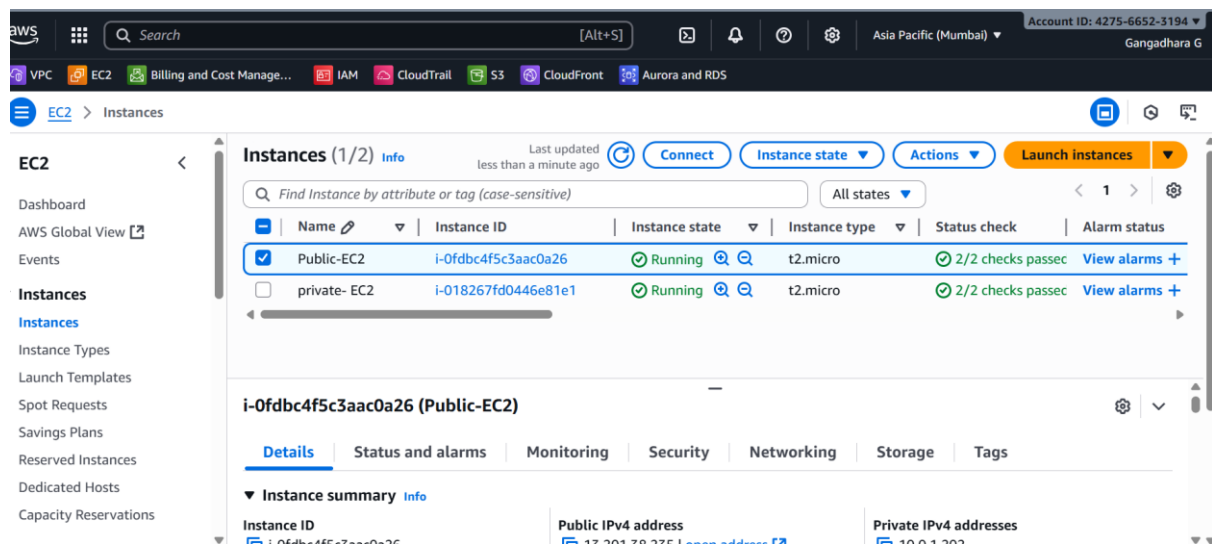 aws
Search [Alt+S]
Asia Pacific (Mumbai) ▼
Account ID: 4275-6652-3194 ▼
Gangadhara G
VPC EC2 Billing and Cost Manage... IAM CloudTrail S3 CloudFront Aurora and RDS
EC2 > Instances
EC2
Dashboard
AWS Global View
Events
Instances
Instances
Instance Types
Launch Templates
Spot Requests
Savings Plans
Reserved Instances
Dedicated Hosts
Capacity Reservations
Instances (1/2) Info
Last updated
less than a minute ago
Connect Instance state ▼ Actions ▼ Launch instances ▼
Find Instance by attribute or tag (case-sensitive) All states ▼ < 1 >
Name Instance ID Instance state Instance type Status check Alarm status
Public-EC2 i-0fdbc4f5c3aac0a26 Running t2.micro 2/2 checks passec View alarms +
private- EC2 i-018267fd0446e81e1 Running t2.micro 2/2 checks passec View alarms +
i-0fdbc4f5c3aac0a26 (Public-EC2)
Details Status and alarms Monitoring Security Networking Storage Tags
▼ Instance summary Info
Instance ID Public IPv4 address Private IPv4 addresses
i-0fdbc4f5c3aac0a26 | open address